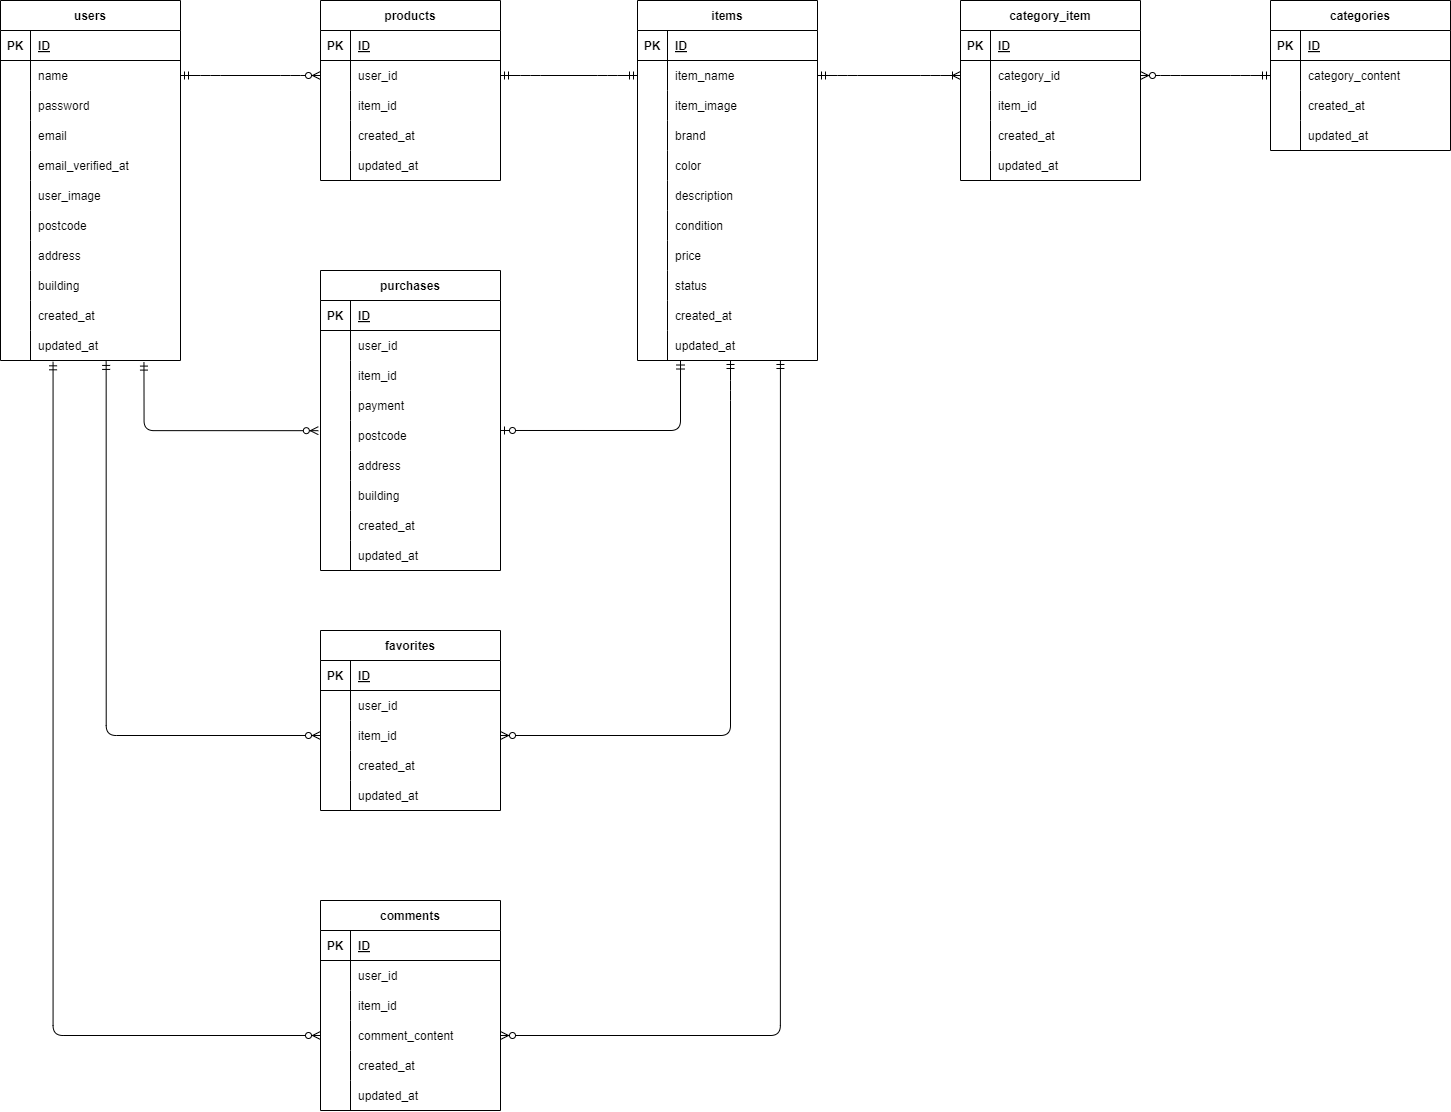 users
PK ID
name
password
email
email_verified_at
user_image
postcode
address
building
created_at
updated_at
products
PK ID
user_id
item_id
created_at
updated_at
items
PK ID
item_name
item_image
brand
color
description
condition
price
status
created_at
updated_at
category_item
PK ID
category_id
item_id
created_at
updated_at
categories
PK ID
category_content
created_at
updated_at
purchases
PK ID
user_id
item_id
payment
postcode
address
building
created_at
updated_at
favorites
PK ID
user_id
item_id
created_at
updated_at
comments
PK ID
user_id
item_id
comment_content
created_at
updated_at